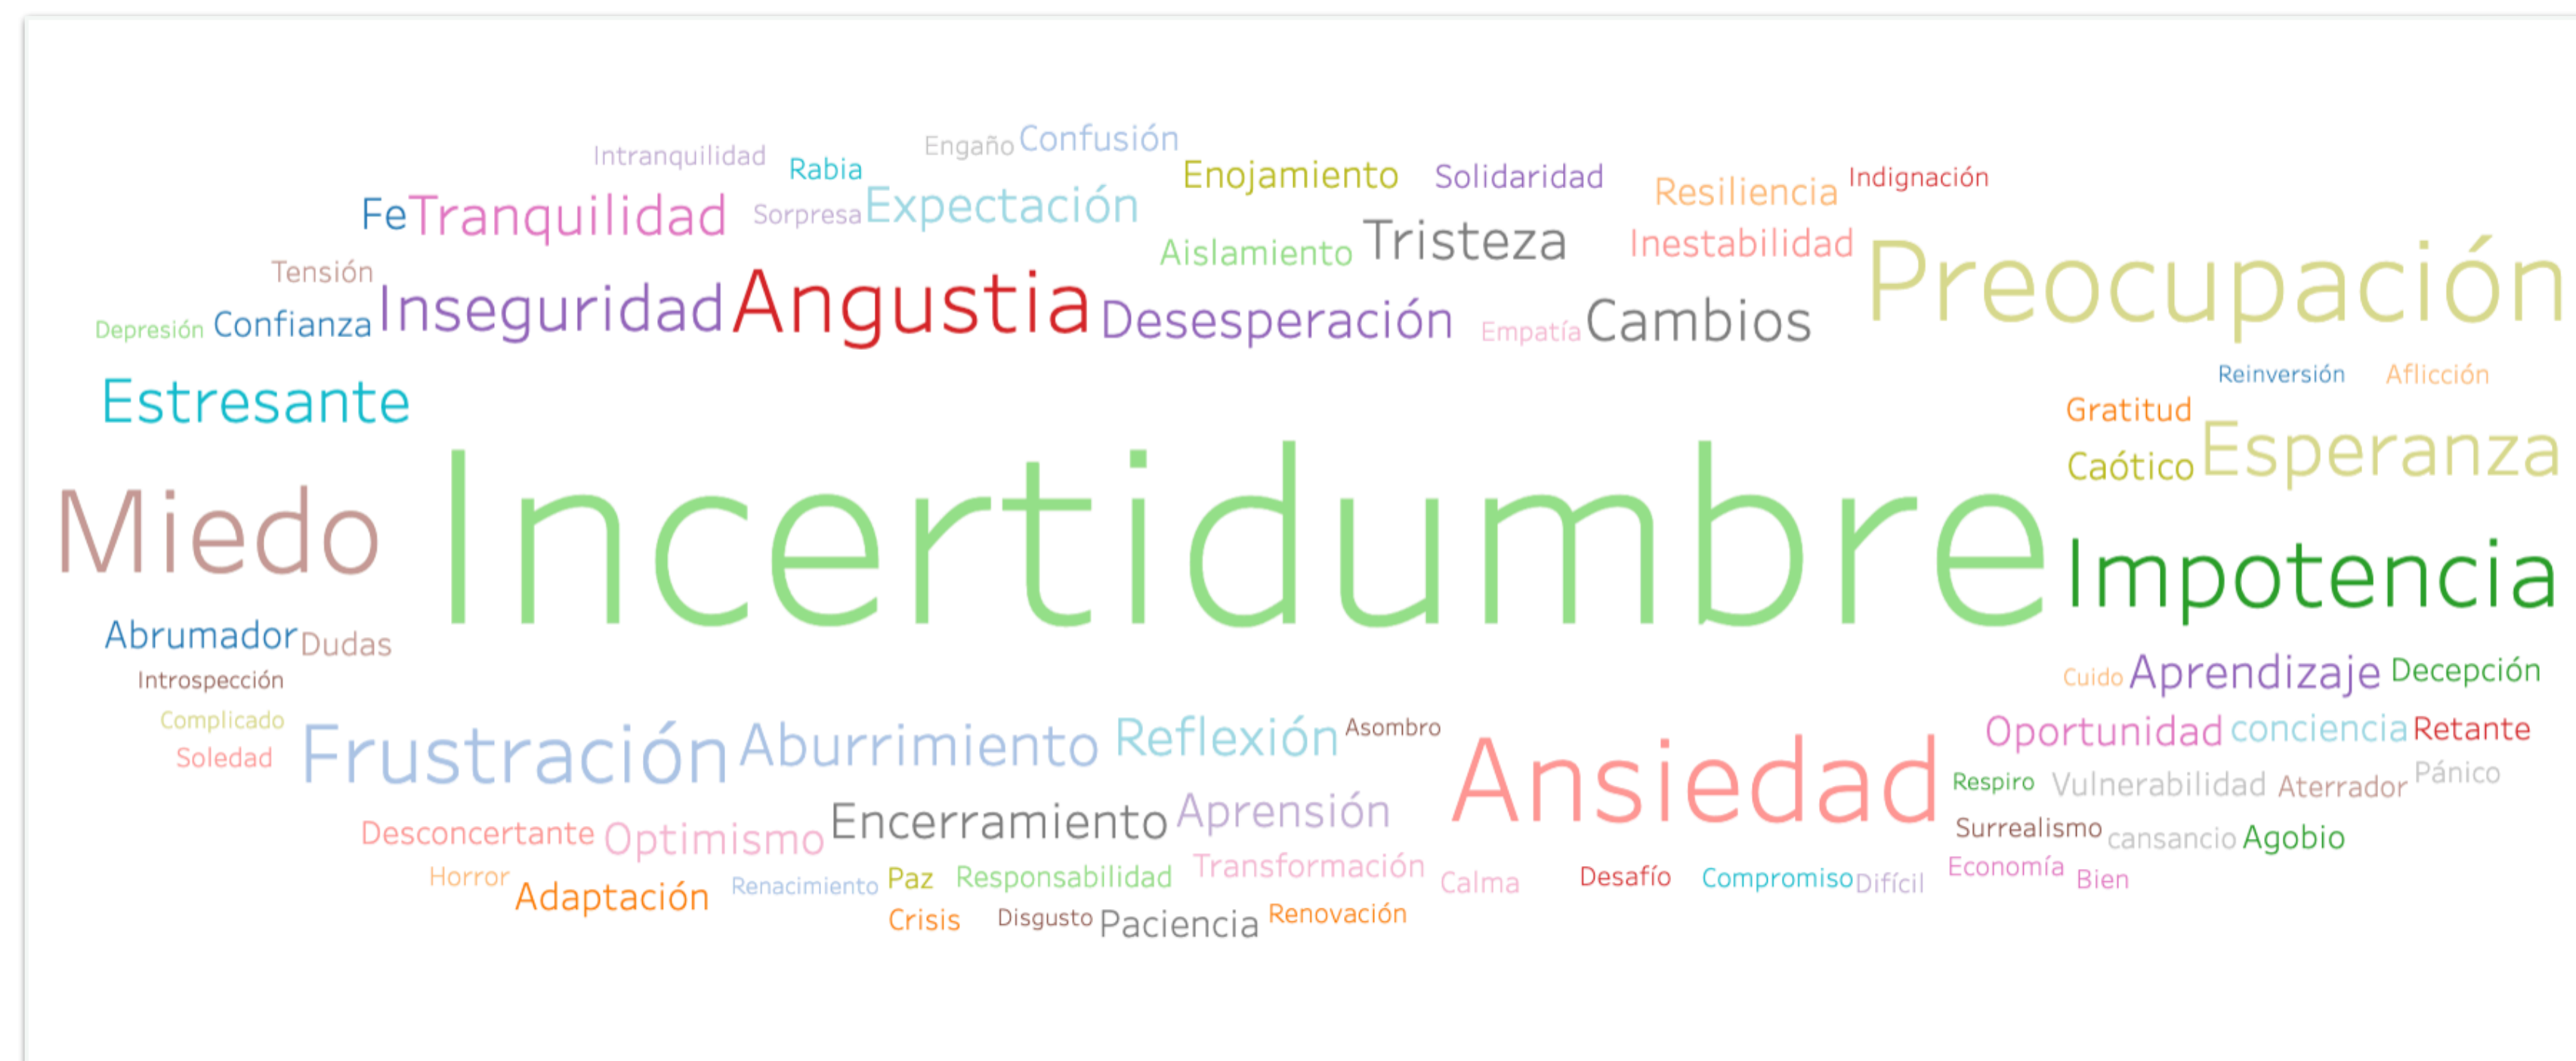 Engaño Confusión
Intranquilidad Rabia Enojamiento Solidaridad Resiliencia Indignación
Fe Tranquilidad Sorpresa Expectación
Aislamiento Tristeza Inestabilidad
Tensión
Preocupación
Depresión Confianza Inseguridad Angustia Desesperación Empatía Cambios
Reinversión Aflicción
Estresante
Gratitud
Caótico Esperanza
Miedo Incertidumbre Impotencia
Abrumador Dudas
Introspección
Cuido Aprendizaje Decepción
Complicado
Soledad Frustración Aburrimiento Reflexión Asombro
Oportunidad conciencia Retante
Ansiedad
Respiro Vulnerabilidad Aterrador Pánico
Desconcertante Optimismo Encerramiento Aprensión
Surrealismo cansancio Agobio
Horror Adaptación Renacimiento Paz Responsabilidad Transformación Calma Desafío Compromiso Difícil Economía Bien
Crisis Disgusto Paciencia Renovación